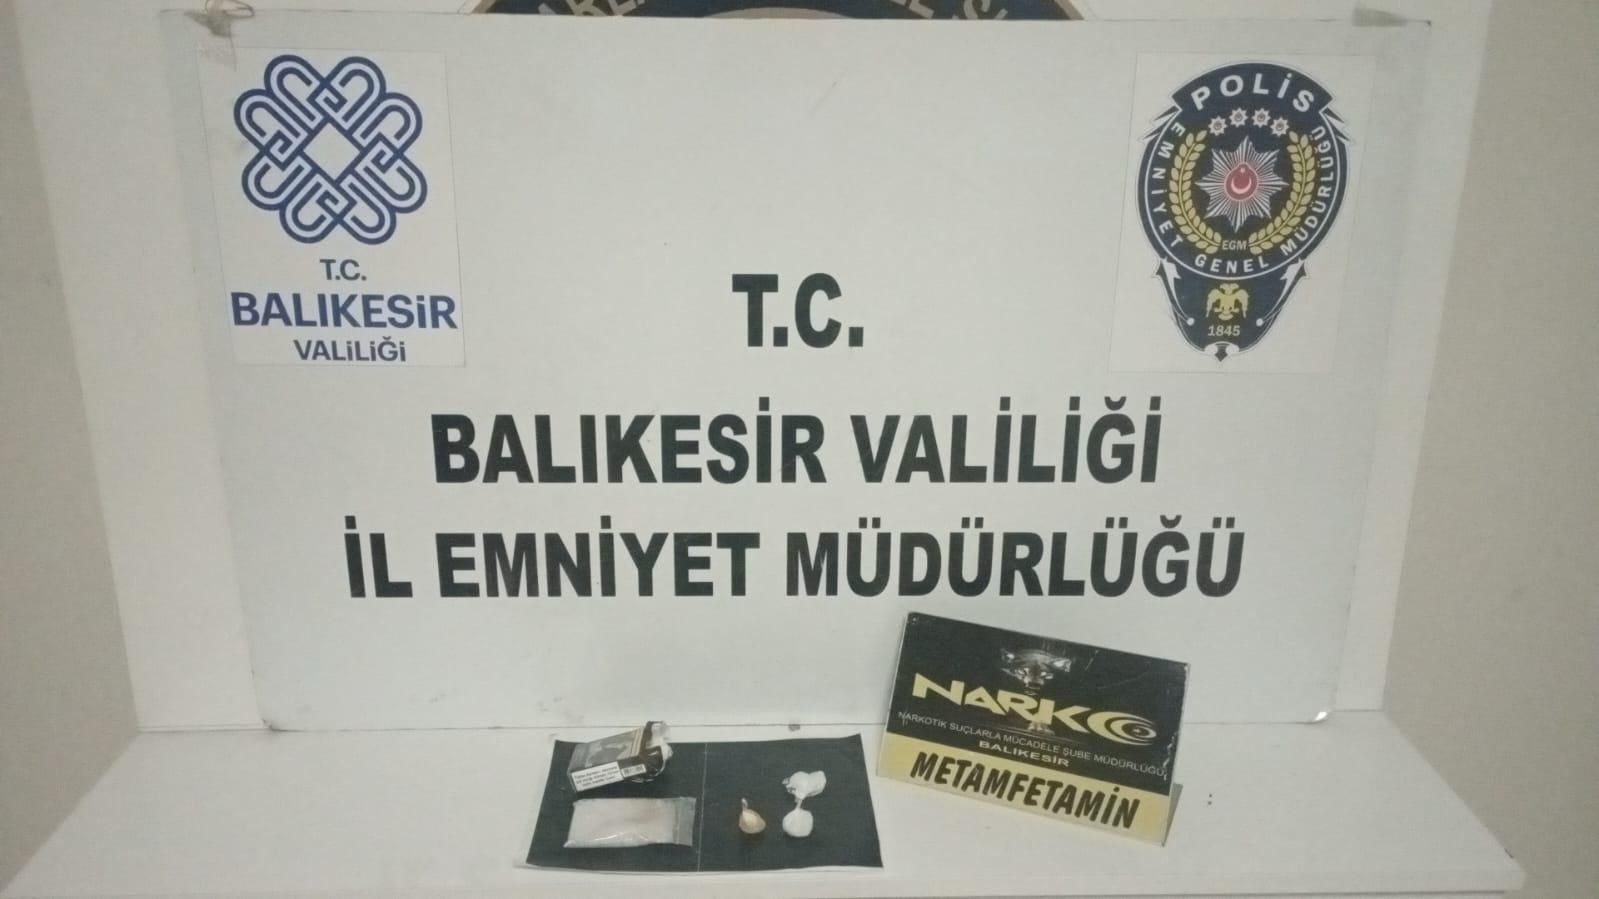 T.C.
BALIKESİR
VALİLİĞİ
POLİS
EMNİYET GENEL MÜDÜRLÜĞÜ
EGM
1845
T.C.
BALIKESİR VALİLİĞİ
İL EMNİYET MÜDÜRLÜĞÜ
NARKO
NARKOTİK SUÇLARLA MÜCADELE ŞUBE MÜDÜRLÜĞÜ
BALIKESİR
METAMFETAMİN